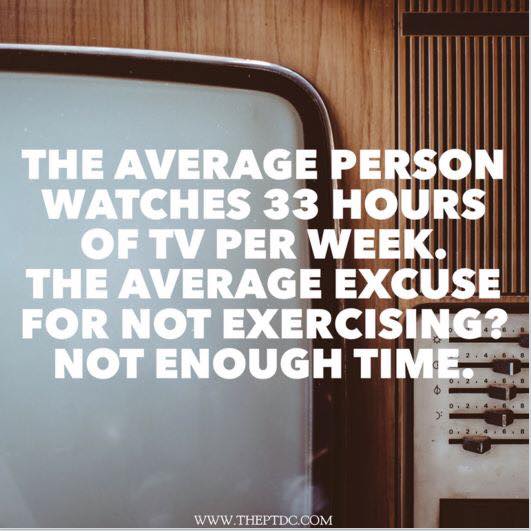 THE AVERAGE PERSON
WATCHES 33 HOURS
OF TV PER WEEK.
THE AVERAGE EXCUSE
FOR NOT EXERCISING?
NOT ENOUGH TIME.
WWW.THEPTDC.COM